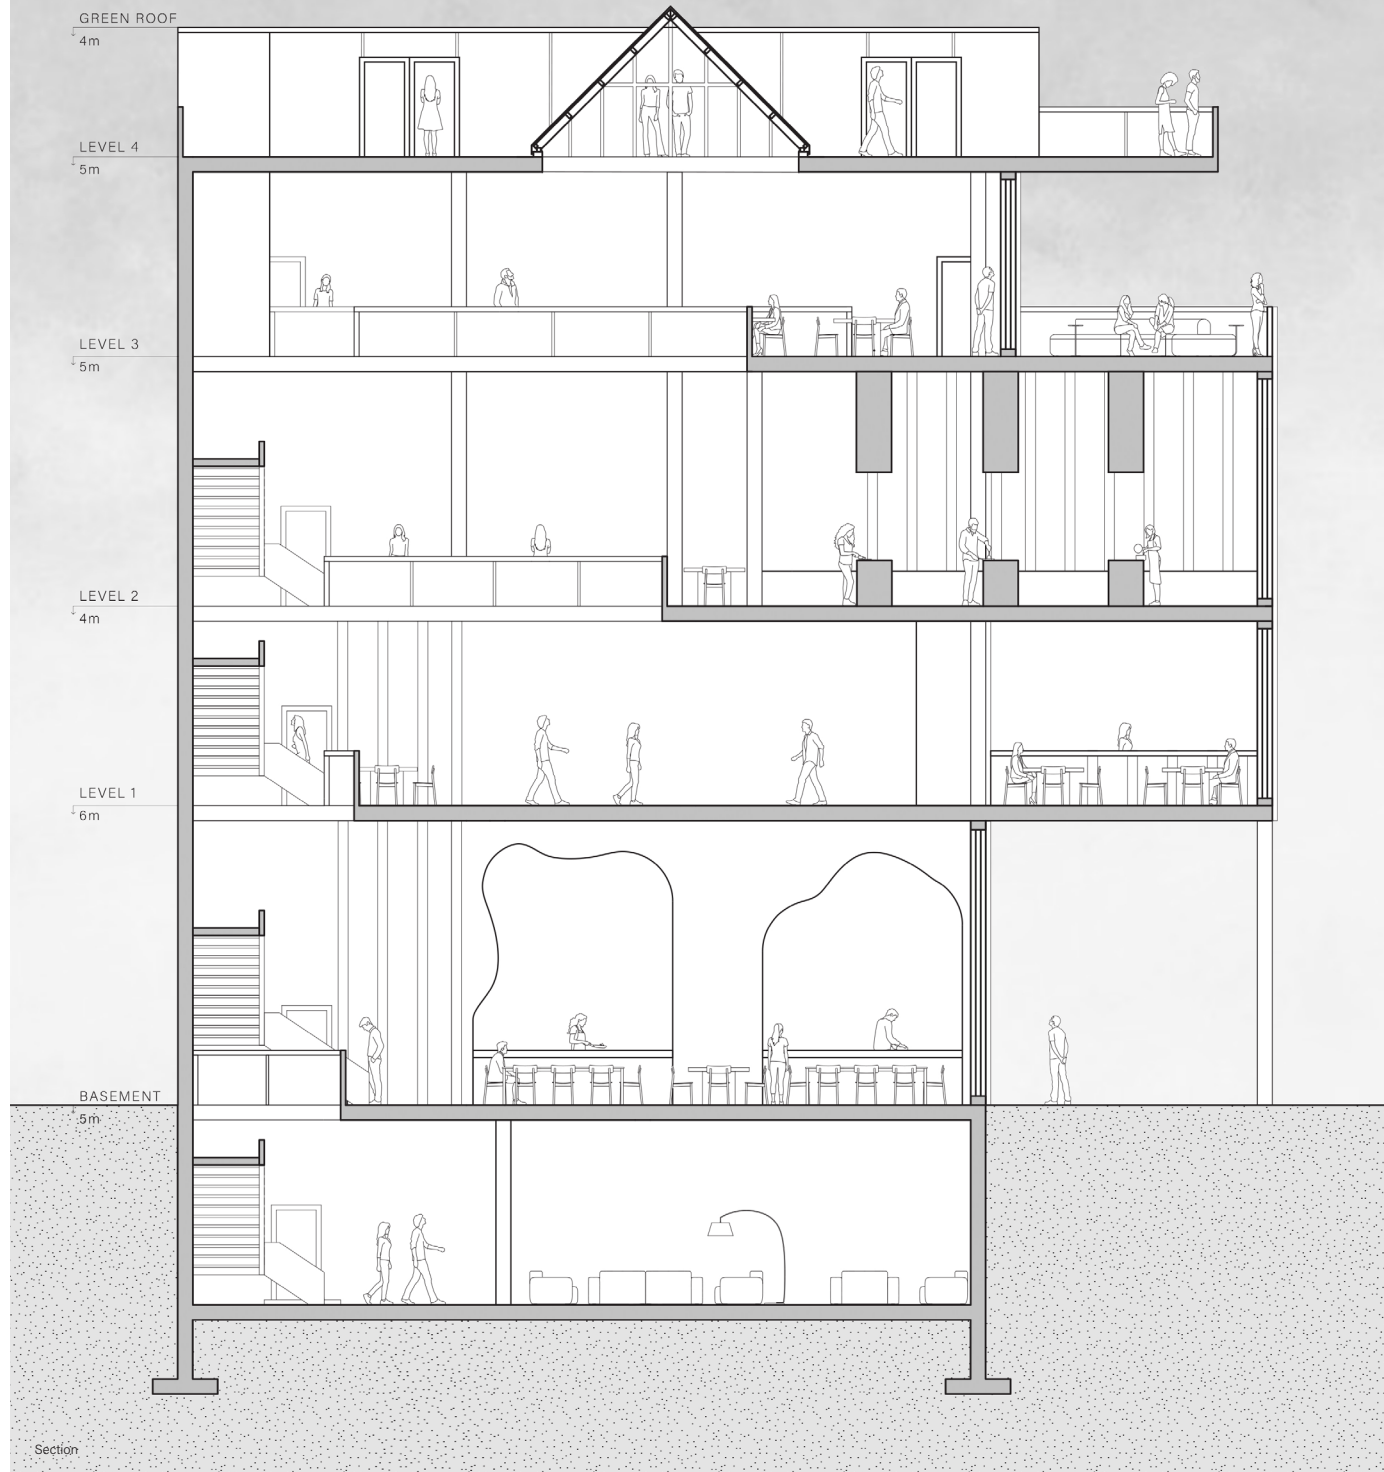 GREEN ROOF
4m
LEVEL 4
5m
LEVEL 3
5m
LEVEL 2
4m
LEVEL 1
6m
BASEMENT
5m
Section